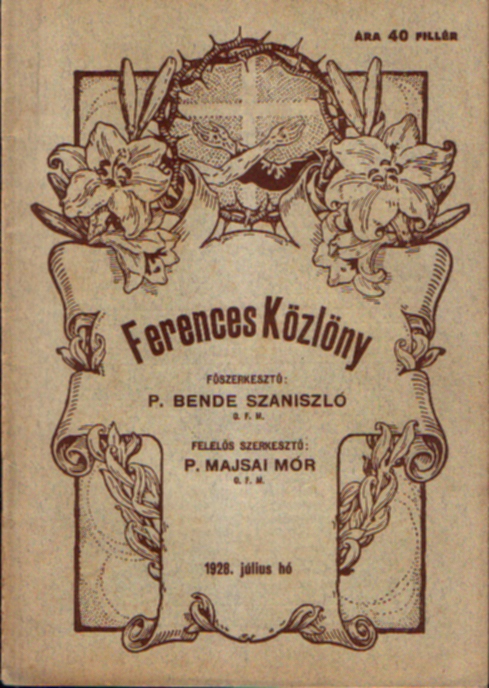 ÁRA 40 FILLÉR
Ferences Közlöny
FŐSZERKESZTŐ:
P. BENDE SZANISZLÓ
O. F. M.
FELELŐS SZERKESZTŐ:
P. MAJSAI MÓR
O. F. M.
1928. július hó